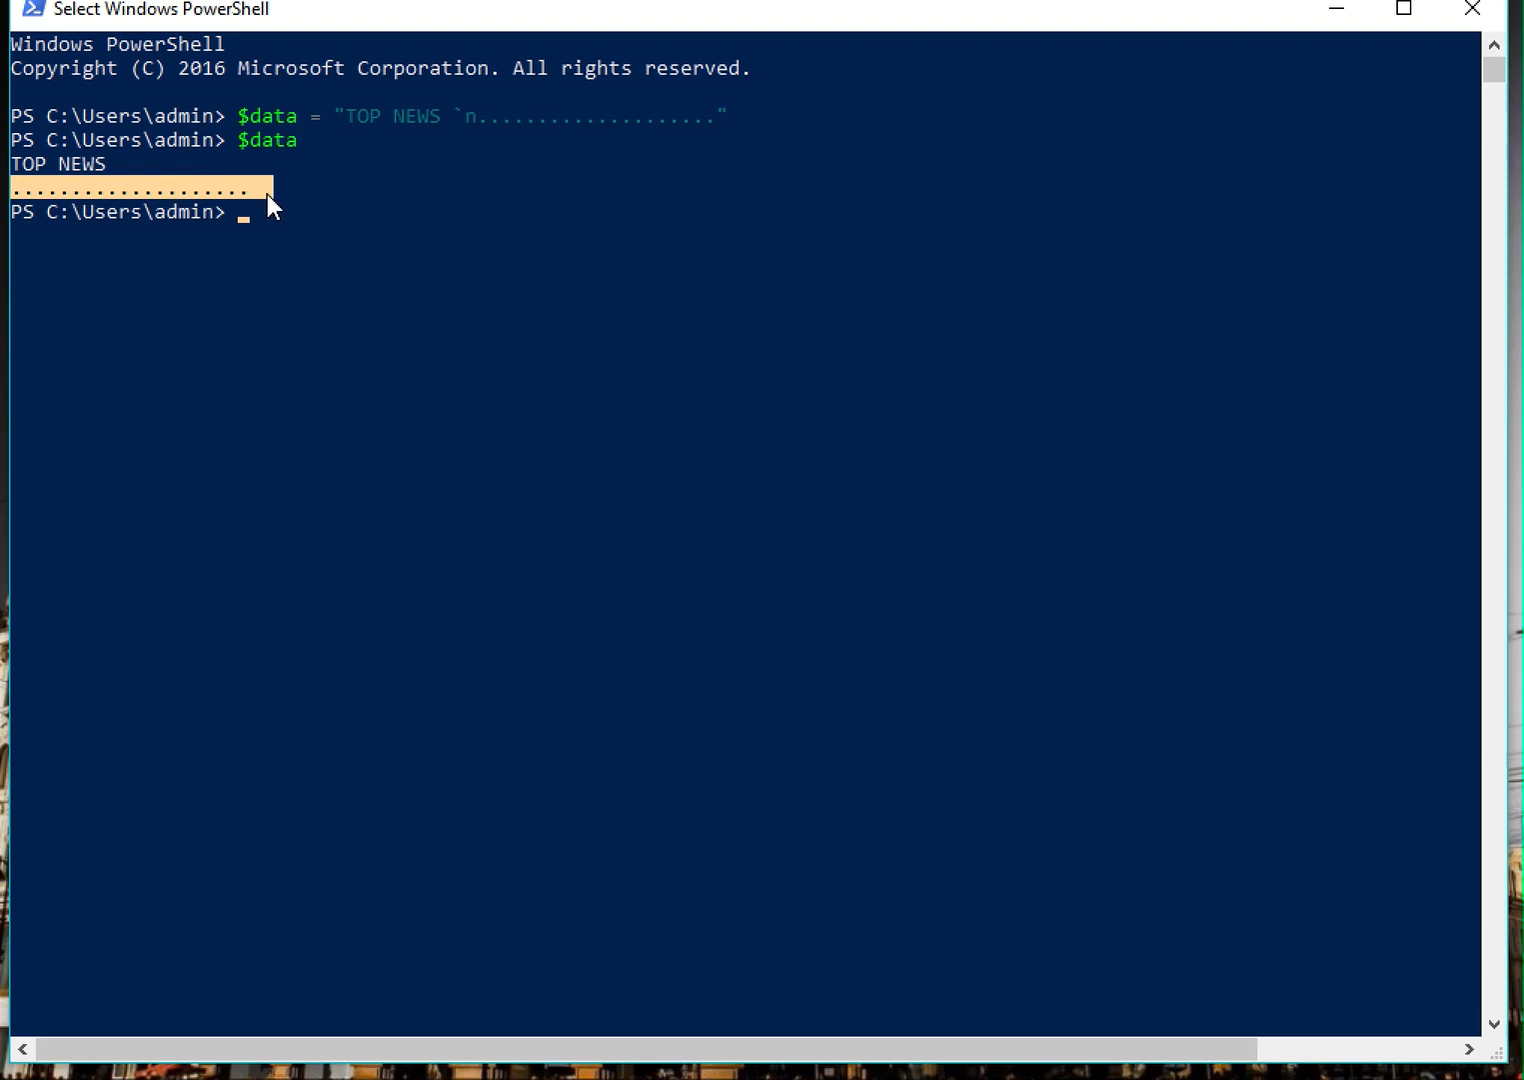 Select Windows PowerShell
Windows PowerShell
Copyright (C) 2016 Microsoft Corporation. All rights reserved.
PS C:\Users\admin> $data = "TOP NEWS `n...................."
PS C:\Users\admin> $data
TOP NEWS
....................
PS C:\Users\admin>